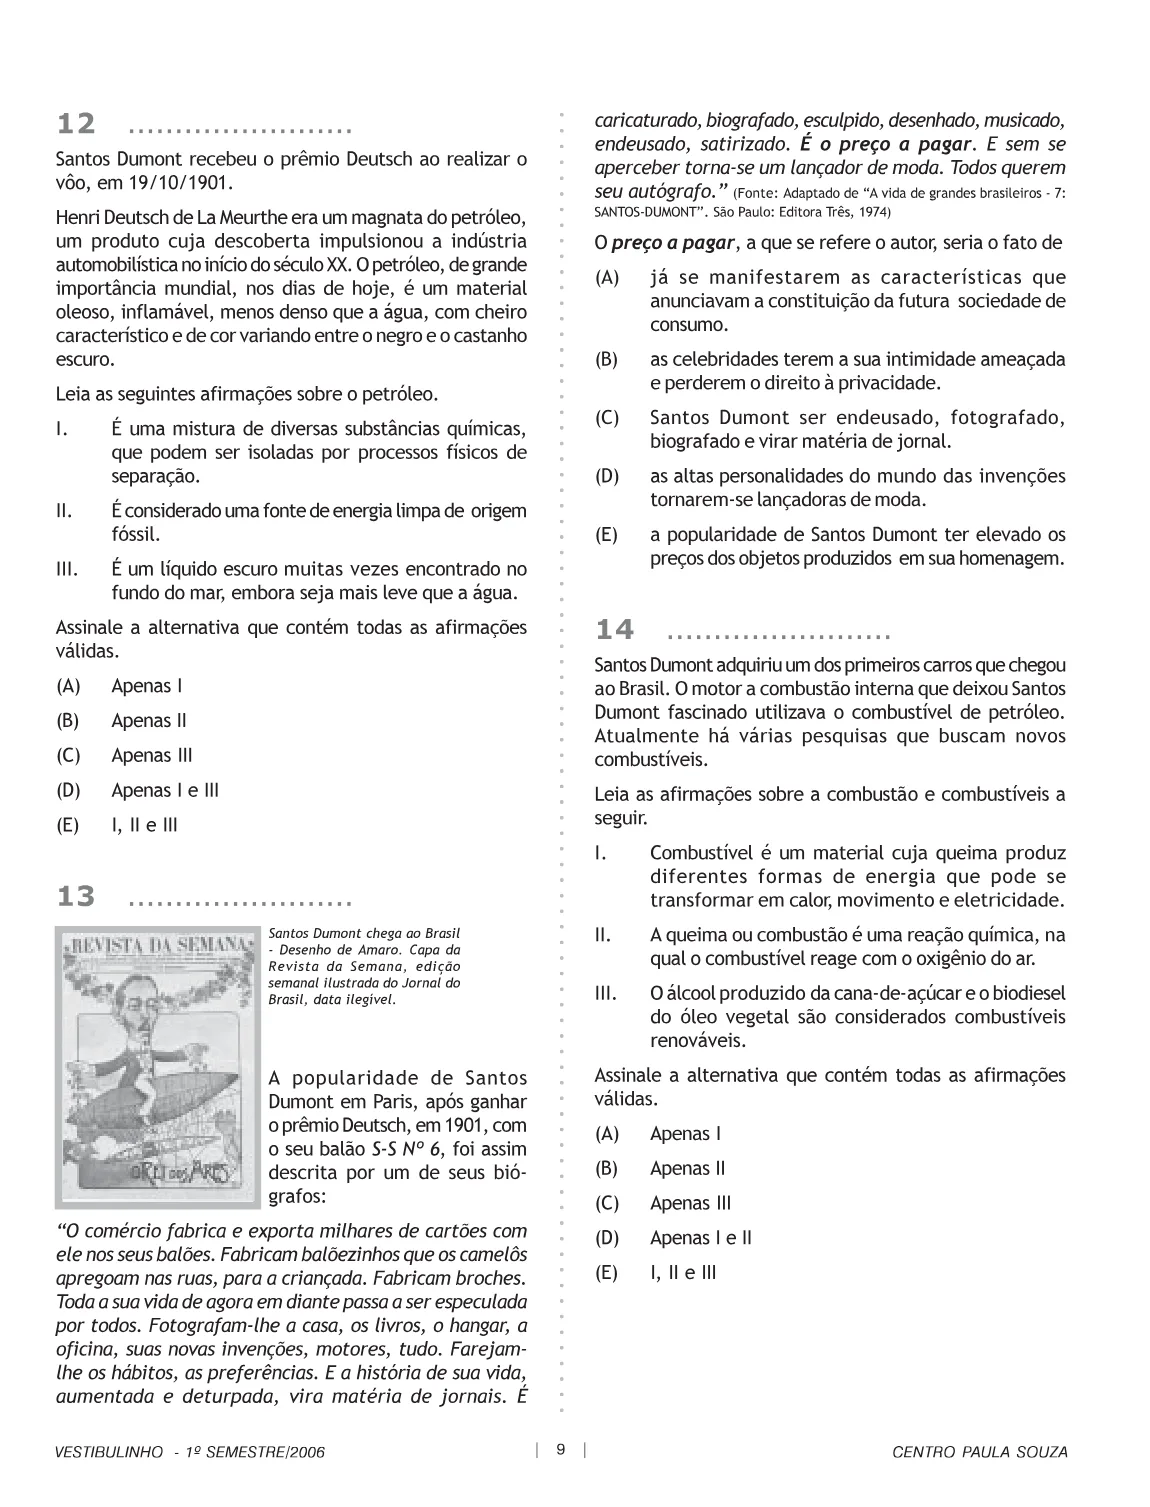 12 ........................
Santos Dumont recebeu o prêmio Deutsch ao realizar o
vôo, em 19/10/1901.
Henri Deutsch de La Meurthe era um magnata do petróleo,
um produto cuja descoberta impulsionou a indústria
automobilística no início do século XX. O petróleo, de grande
importância mundial, nos dias de hoje, é um material
oleoso, inflamável, menos denso que a água, com cheiro
característico e de cor variando entre o negro e o castanho
escuro.
Leia as seguintes afirmações sobre o petróleo.
I. É uma mistura de diversas substâncias químicas,
que podem ser isoladas por processos físicos de
separação.
II. É considerado uma fonte de energia limpa de origem
fóssil.
III. É um líquido escuro muitas vezes encontrado no
fundo do mar, embora seja mais leve que a água.
Assinale a alternativa que contém todas as afirmações
válidas.
(A) Apenas I
(B) Apenas II
(C) Apenas III
(D) Apenas I e III
(E) I, II e III
13 ........................
REVISTA DA SEMANA
O REI DOS ARES
Santos Dumont chega ao Brasil
- Desenho de Amaro. Capa da
Revista da Semana, edição
semanal ilustrada do Jornal do
Brasil, data ilegível.
A popularidade de Santos
Dumont em Paris, após ganhar
o prêmio Deutsch, em 1901, com
o seu balão S-S Nº 6, foi assim
descrita por um de seus bió-
grafos:
“O comércio fabrica e exporta milhares de cartões com
ele nos seus balões. Fabricam balõezinhos que os camelôs
apregoam nas ruas, para a criançada. Fabricam broches.
Toda a sua vida de agora em diante passa a ser especulada
por todos. Fotografam-lhe a casa, os livros, o hangar, a
oficina, suas novas invenções, motores, tudo. Farejam-
lhe os hábitos, as preferências. E a história de sua vida,
aumentada e deturpada, vira matéria de jornais. É
caricaturado, biografado, esculpido, desenhado, musicado,
endeusado, satirizado. É o preço a pagar. E sem se
aperceber torna-se um lançador de moda. Todos querem
seu autógrafo.” (Fonte: Adaptado de “A vida de grandes brasileiros - 7:
SANTOS-DUMONT”. São Paulo: Editora Três, 1974)
O preço a pagar, a que se refere o autor, seria o fato de
(A) já se manifestarem as características que
anunciavam a constituição da futura sociedade de
consumo.
(B) as celebridades terem a sua intimidade ameaçada
e perderem o direito à privacidade.
(C) Santos Dumont ser endeusado, fotografado,
biografado e virar matéria de jornal.
(D) as altas personalidades do mundo das invenções
tornarem-se lançadoras de moda.
(E) a popularidade de Santos Dumont ter elevado os
preços dos objetos produzidos em sua homenagem.
14 ........................
Santos Dumont adquiriu um dos primeiros carros que chegou
ao Brasil. O motor a combustão interna que deixou Santos
Dumont fascinado utilizava o combustível de petróleo.
Atualmente há várias pesquisas que buscam novos
combustíveis.
Leia as afirmações sobre a combustão e combustíveis a
seguir.
I. Combustível é um material cuja queima produz
diferentes formas de energia que pode se
transformar em calor, movimento e eletricidade.
II. A queima ou combustão é uma reação química, na
qual o combustível reage com o oxigênio do ar.
III. O álcool produzido da cana-de-açúcar e o biodiesel
do óleo vegetal são considerados combustíveis
renováveis.
Assinale a alternativa que contém todas as afirmações
válidas.
(A) Apenas I
(B) Apenas II
(C) Apenas III
(D) Apenas I e II
(E) I, II e III
VESTIBULINHO - 1º SEMESTRE/2006
9
CENTRO PAULA SOUZA